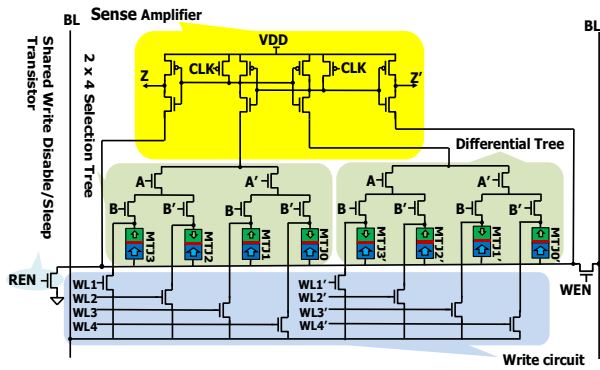 BL
Sense Amplifier
BL
VDD
Z
CLK
CLK
Z'
Shared Write Disable/Sleep
Transistor
2 x 4 Selection Tree
Differential Tree
A
A'
A
A'
B
B'
B
B'
B
B'
B
B'
MTJ3
MTJ2
MTJ1
MTJ0
MTJ3'
MTJ2'
MTJ1'
MTJ0'
REN
WEN
WL1
WL2
WL3
WL4
WL1'
WL2'
WL3'
WL4'
Write circuit